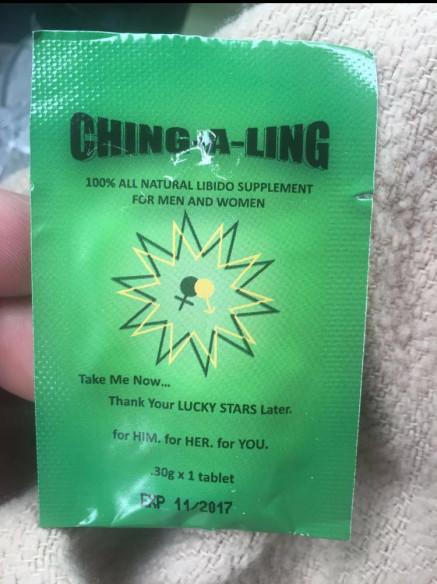 CHING-A-LING
100% ALL NATURAL LIBIDO SUPPLEMENT
FOR MEN AND WOMEN
Take Me Now...
Thank Your LUCKY STARS Later.
for HIM. for HER. for YOU.
.30g x 1 tablet
EXP 11/2017